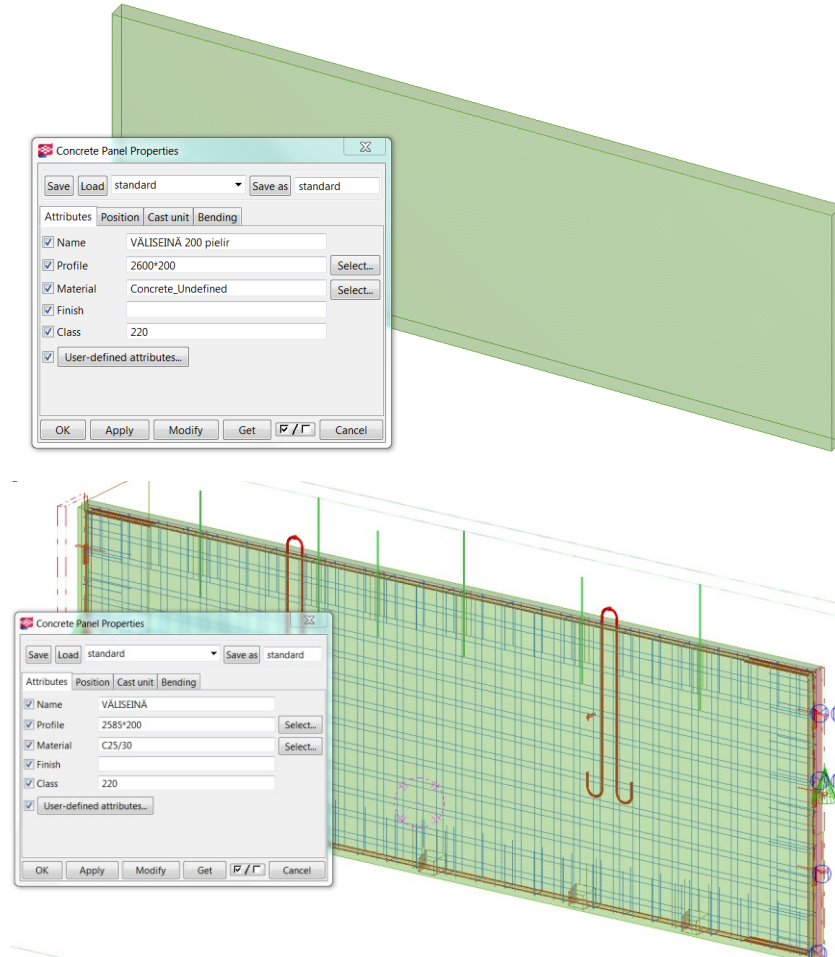 Concrete Panel Properties
Save Load standard Save as standard
Attributes Position Cast unit Bending
Name VÄLISEINÄ 200 pielir
Profile 2600*200 Select...
Material Concrete_Undefined Select...
Finish
Class 220
User-defined attributes...
OK Apply Modify Get / Cancel
Concrete Panel Properties
Save Load standard Save as standard
Attributes Position Cast unit Bending
Name VÄLISEINÄ
Profile 2585*200 Select...
Material C25/30 Select...
Finish
Class 220
User-defined attributes...
OK Apply Modify Get / Cancel